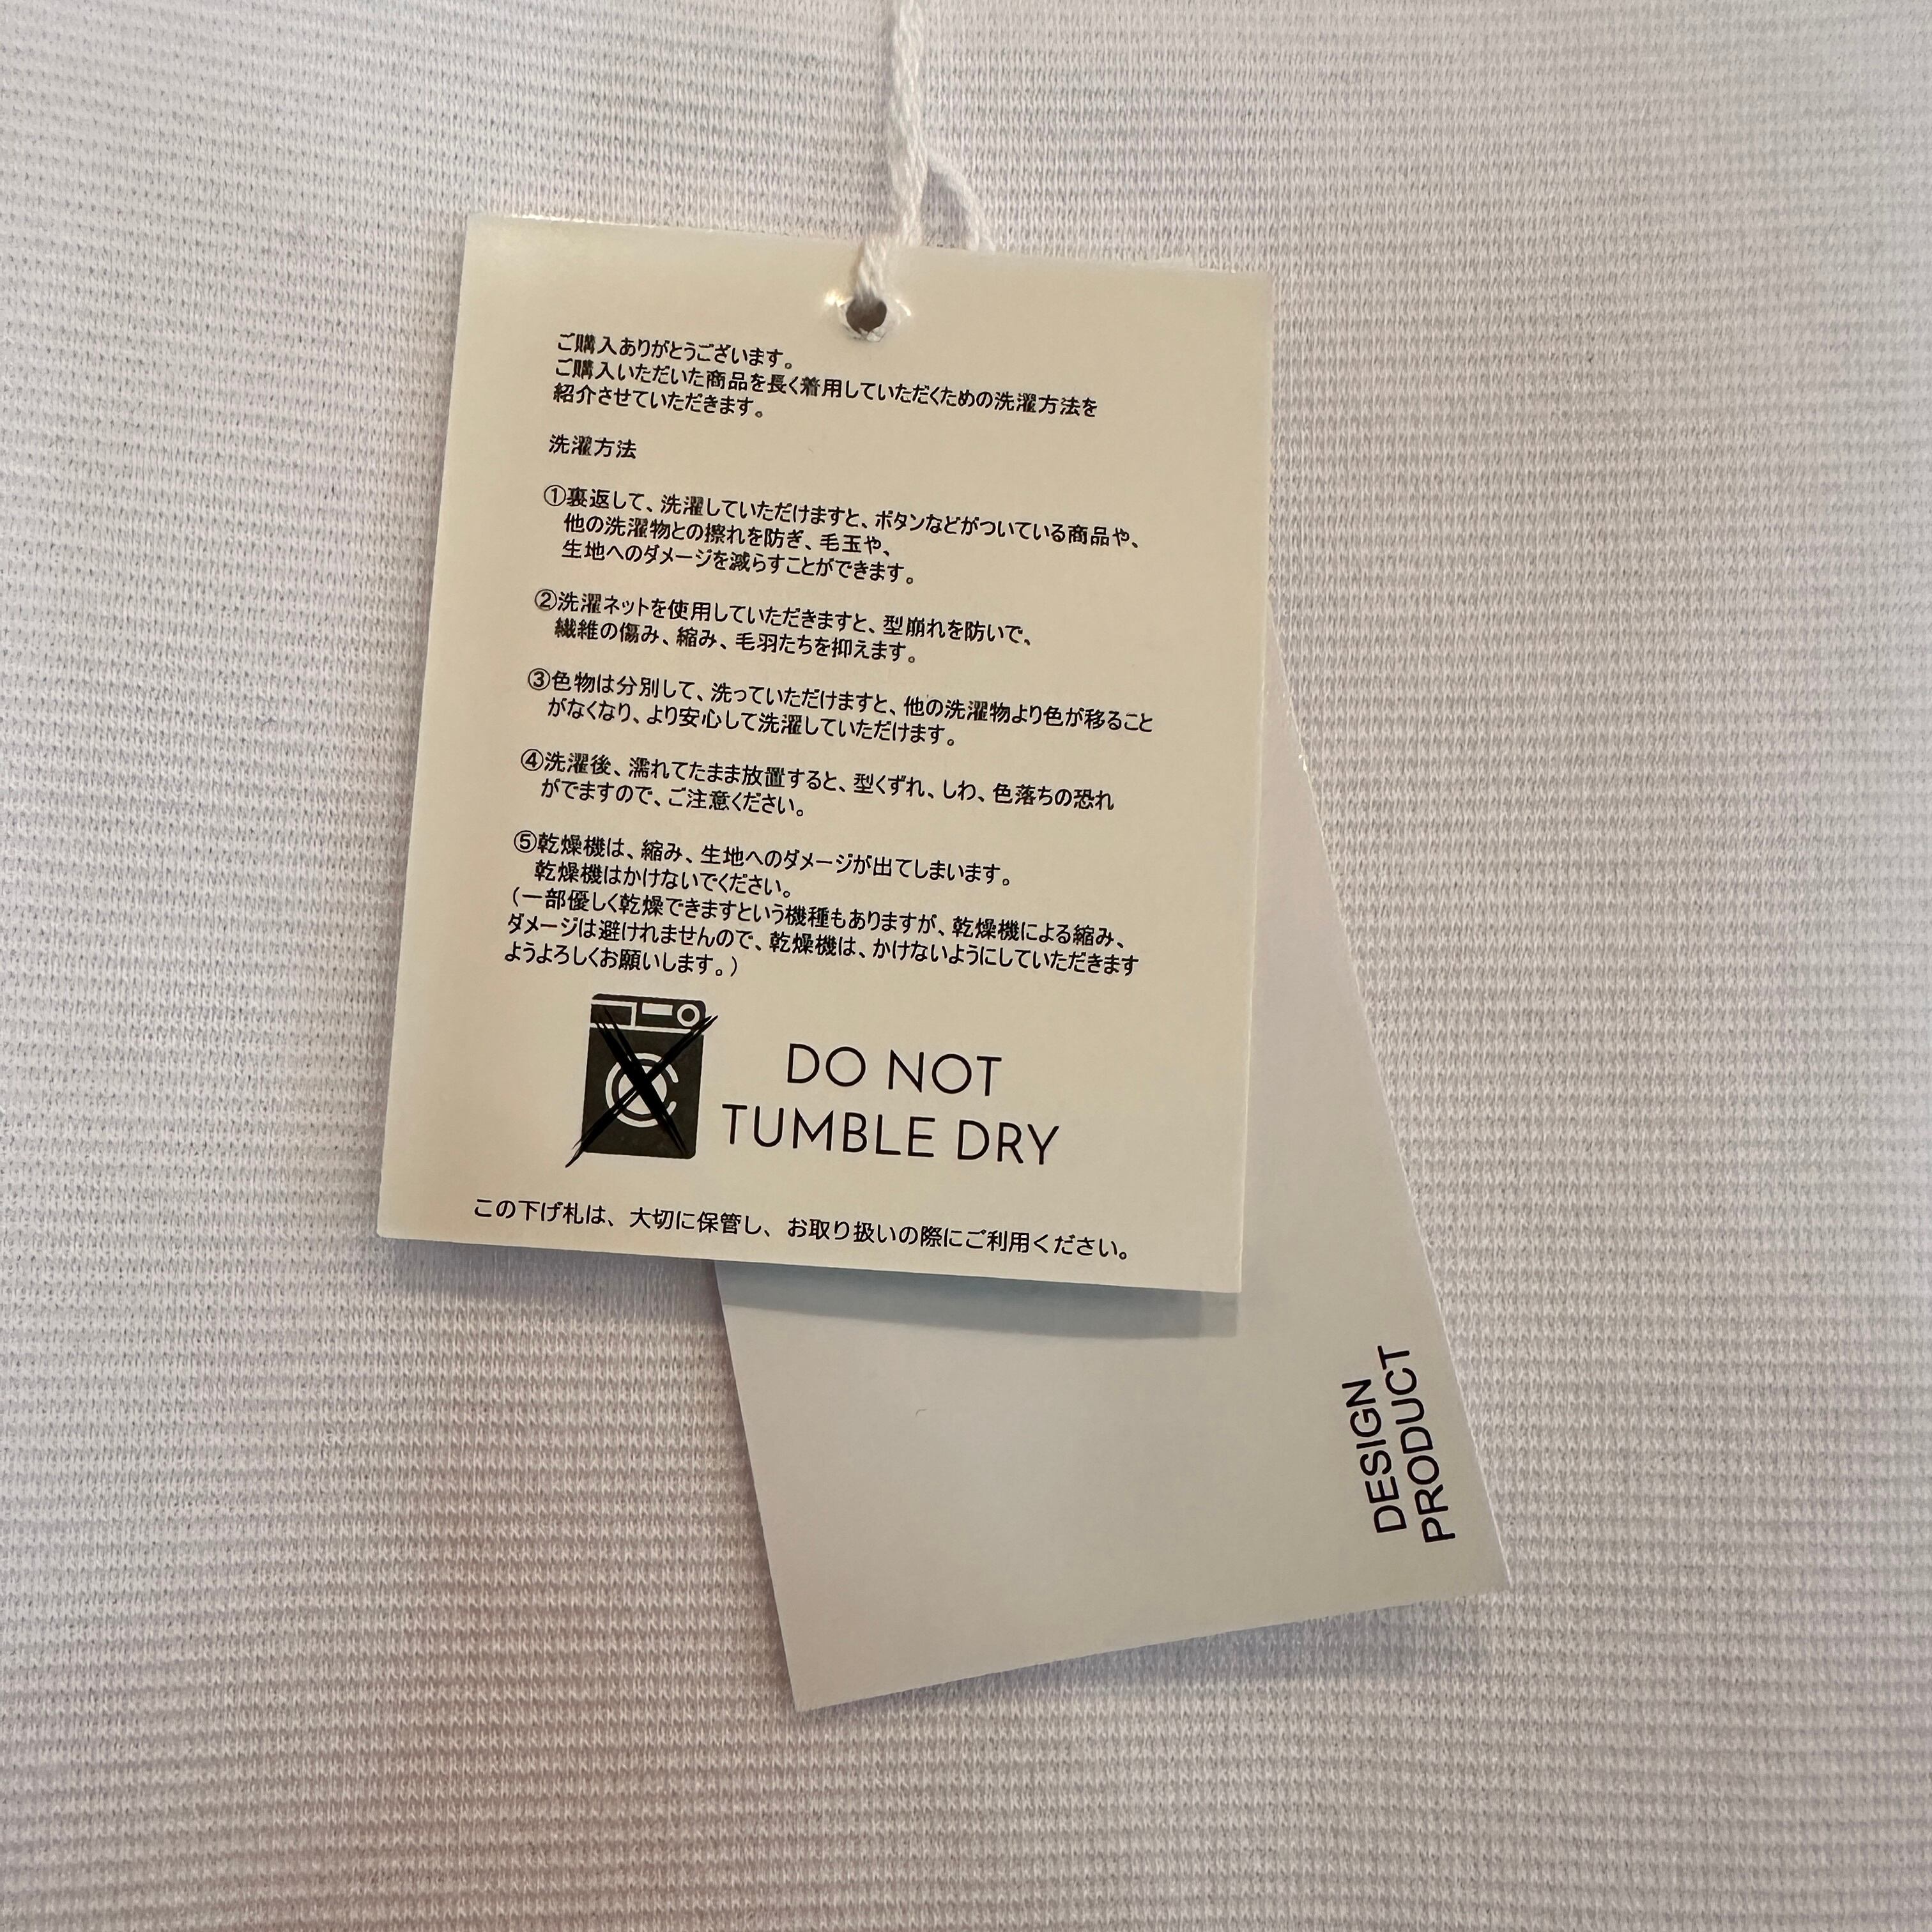 ご購入ありがとうございます。
ご購入いただいた商品を長く着用していただくための洗濯方法を
紹介させていただきます。
洗濯方法
①裏返して、洗濯していただけますと、ボタンなどがついている商品や、
他の洗濯物との擦れを防ぎ、毛玉や、
生地へのダメージを減らすことができます。
②洗濯ネットを使用していただきますと、型崩れを防いで、
繊維の傷み、縮み、毛羽たちを抑えます。
③色物は分別して、洗っていただけますと、他の洗濯物より色が移ること
がなくなり、より安心して洗濯していただけます。
④洗濯後、濡れてたまま放置すると、型くずれ、しわ、色落ちの恐れ
がでますので、ご注意ください。
⑤乾燥機は、縮み、生地へのダメージが出てしまいます。
乾燥機はかけないでください。
（一部優しく乾燥できますという機種もありますが、乾燥機による縮み、
ダメージは避けれませんので、乾燥機は、かけないようにしていただきます
ようよろしくお願いします。）
DO NOT
TUMBLE DRY
この下げ札は、大切に保管し、お取り扱いの際にご利用ください。
DESIGN
PRODUCT